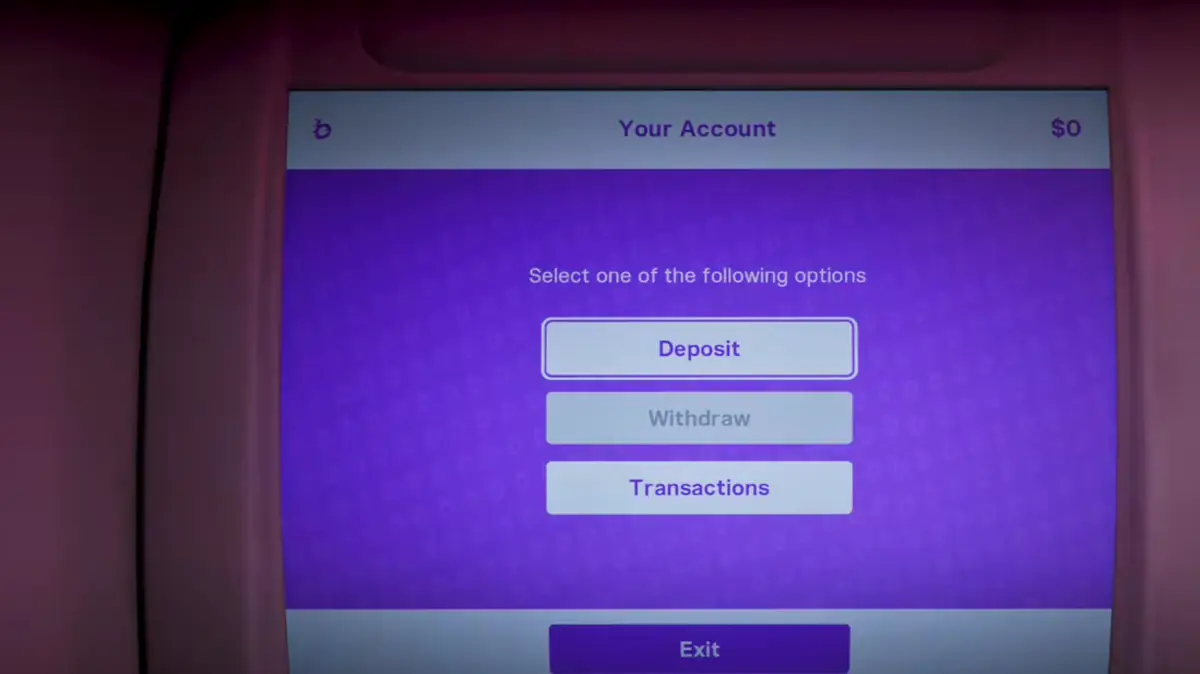 Your Account
$0
Select one of the following options
Deposit
Withdraw
Transactions
Exit